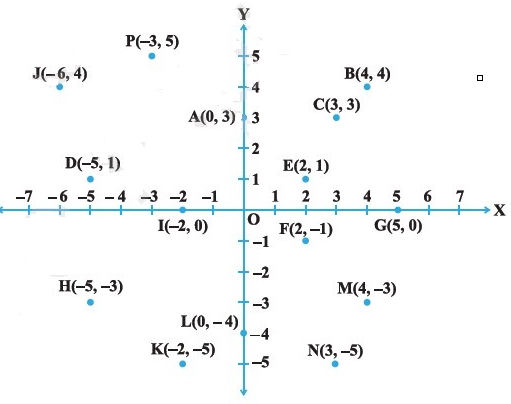 Y
P(–3, 5)
5
J(–6, 4)
4
B(4, 4)
C(3, 3)
A(0, 3)
3
2
D(–5, 1)
1
E(2, 1)
–7 –6 –5 –4 –3 –2 –1 1 2 3 4 5 6 7
X
O
I(–2, 0)
F(2, –1)
G(5, 0)
–1
–2
H(–5, –3)
–3
M(4, –3)
L(0, –4)
–4
K(–2, –5)
–5
N(3, –5)